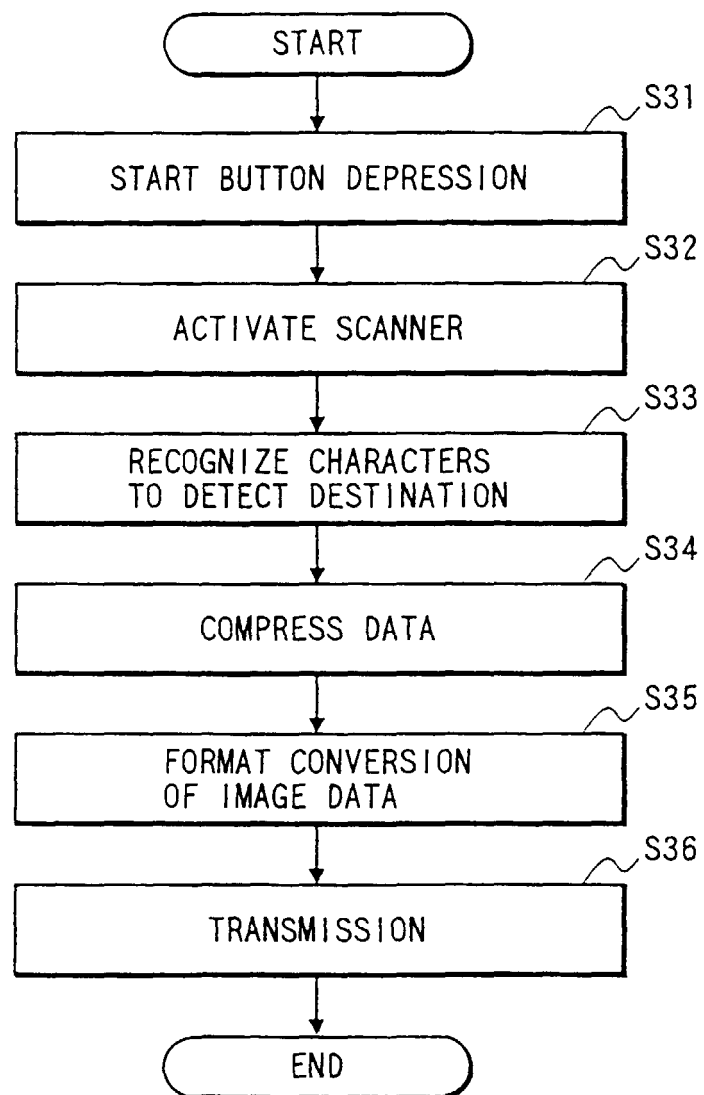 START
S31
START BUTTON DEPRESSION
S32
ACTIVATE SCANNER
S33
RECOGNIZE CHARACTERS
TO DETECT DESTINATION
S34
COMPRESS DATA
S35
FORMAT CONVERSION
OF IMAGE DATA
S36
TRANSMISSION
END